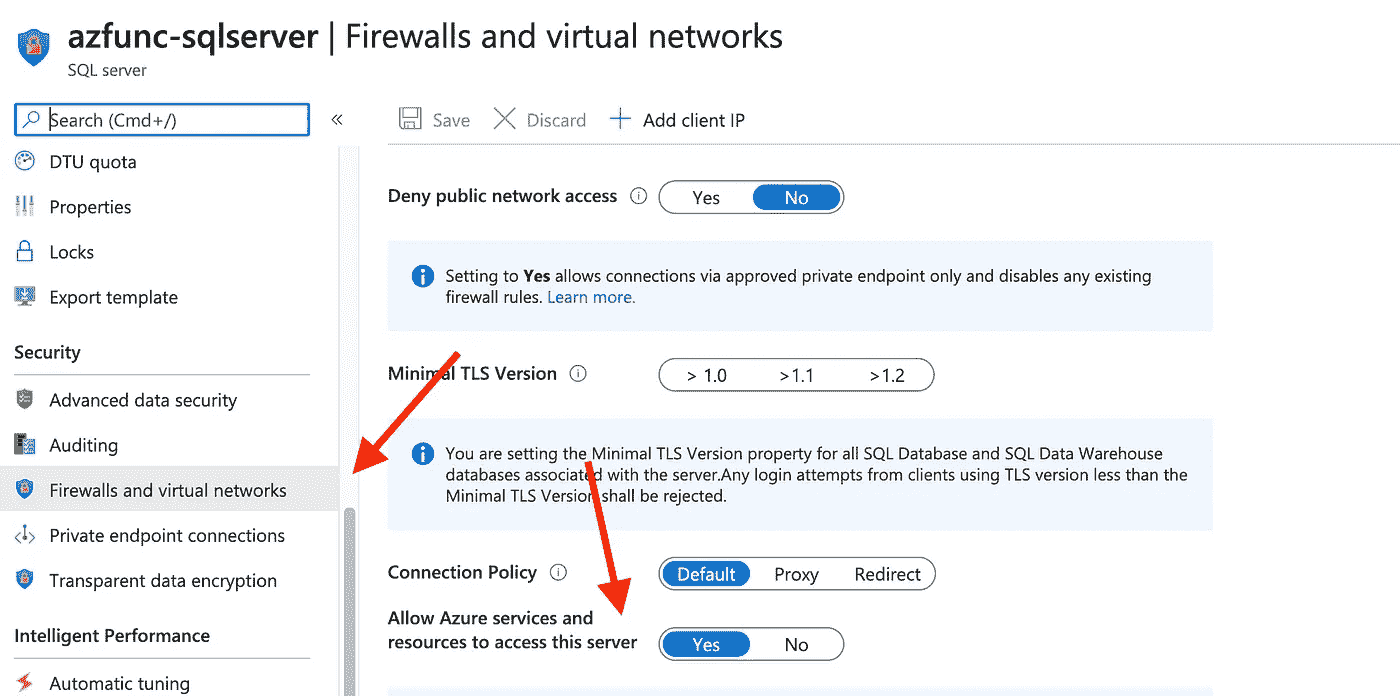 azfunc-sqlserver | Firewalls and virtual networks
SQL server
Search (Cmd+/)
«
Save
Discard
Add client IP
DTU quota
Properties
Locks
Export template
Security
Advanced data security
Auditing
Firewalls and virtual networks
Private endpoint connections
Transparent data encryption
Intelligent Performance
Automatic tuning
Deny public network access
Yes
No
Setting to Yes allows connections via approved private endpoint only and disables any existing
firewall rules. Learn more.
Minimal TLS Version
> 1.0
>1.1
>1.2
You are setting the Minimal TLS Version property for all SQL Database and SQL Data Warehouse
databases associated with the server.Any login attempts from clients using TLS version less than the
Minimal TLS Version shall be rejected.
Connection Policy
Default
Proxy
Redirect
Allow Azure services and
resources to access this server
Yes
No